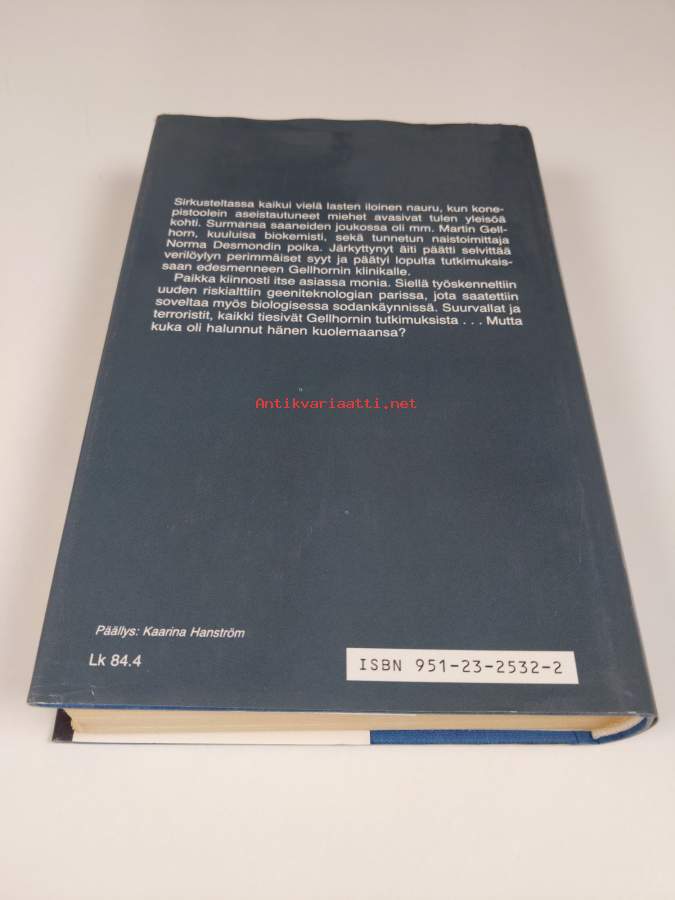 Sirkusteltassa kaikui vielä lasten iloinen nauru, kun kone-
pistoolein aseistautuneet miehet avasivat tulen yleisöä
kohti. Surmansa saaneiden joukossa oli mm. Martin Gell-
horn, kuuluisa biokemisti, sekä tunnetun naistoimittaja
Norma Desmondin poika. Järkyttynyt äiti päätti selvittää
verilöylyn perimmäiset syyt ja päätyi lopulta tutkimuksis-
saan edesmenneen Gellhornin klinikalle.
Paikka kiinnosti itse asiassa monia. Siellä työskenneltiin
uuden riskialttiin geeniteknologian parissa, jota saatettiin
soveltaa myös biologisessa sodankäynnissä. Suurvallat ja
terroristit, kaikki tiesivät Gellhornin tutkimuksista . . . Mutta
kuka oli halunnut hänen kuolemaansa?
Antikvariaatti.net
Päällys: Kaarina Hanström
Lk 84.4
ISBN 951-23-2532-2